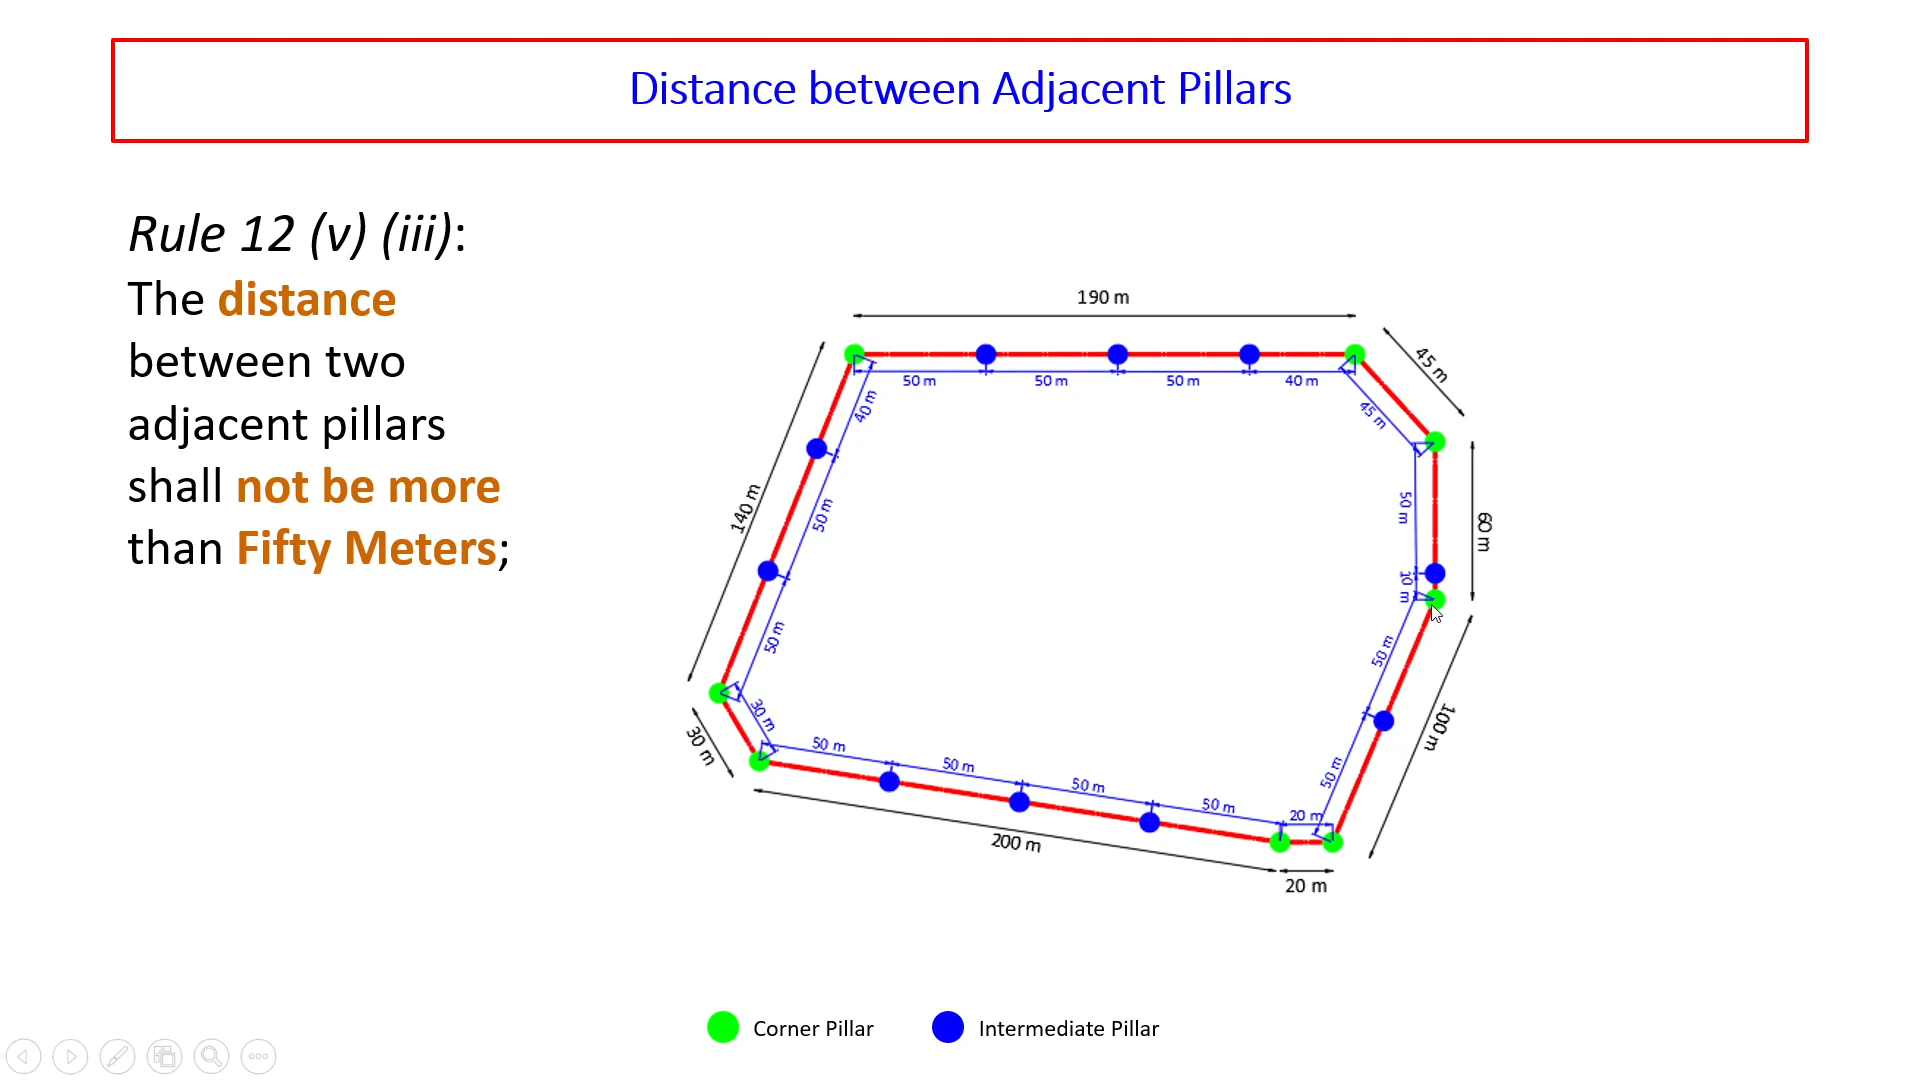 Distance between Adjacent Pillars
Rule 12 (v) (iii):
The distance
between two
adjacent pillars
shall not be more
than Fifty Meters;
190 m
50 m
50 m
50 m
40 m
45 m
45 m
50 m
60 m
10 m
50 m
100 m
50 m
20 m
20 m
50 m
50 m
50 m
50 m
200 m
30 m
30 m
50 m
50 m
40 m
140 m
Corner Pillar
Intermediate Pillar